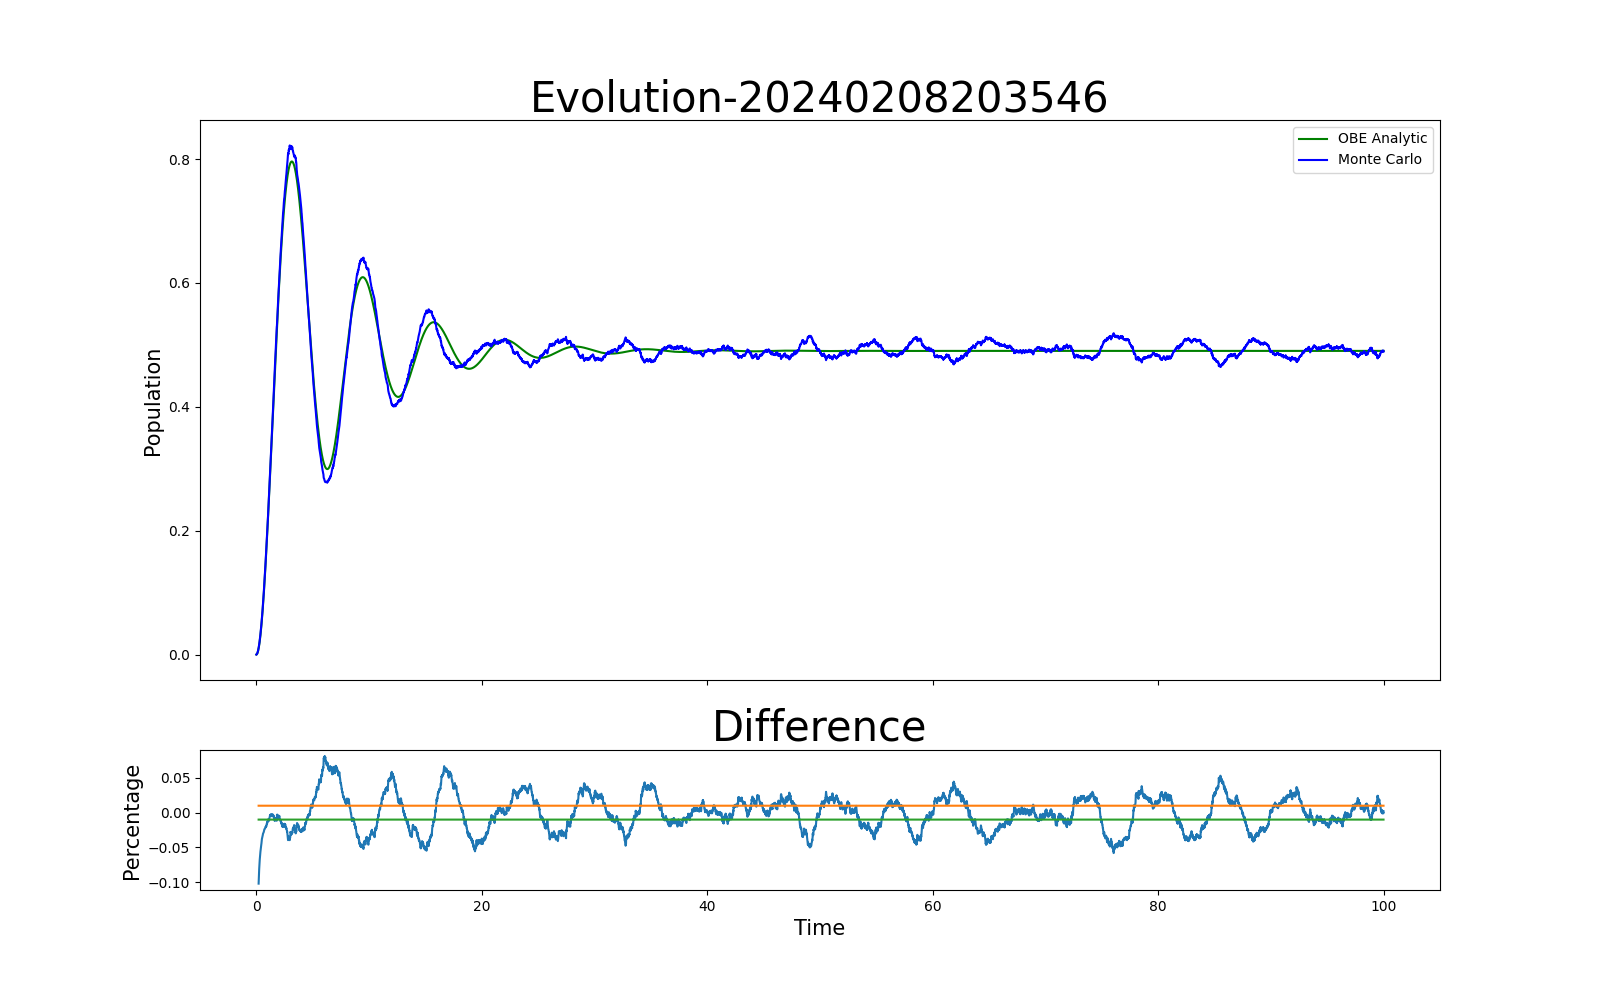 Evolution-20240208203546
OBE Analytic
Monte Carlo
Population
0.8
0.6
0.4
0.2
0.0
Difference
Percentage
0.05
0.00
−0.05
−0.10
0 20 40 60 80 100
Time